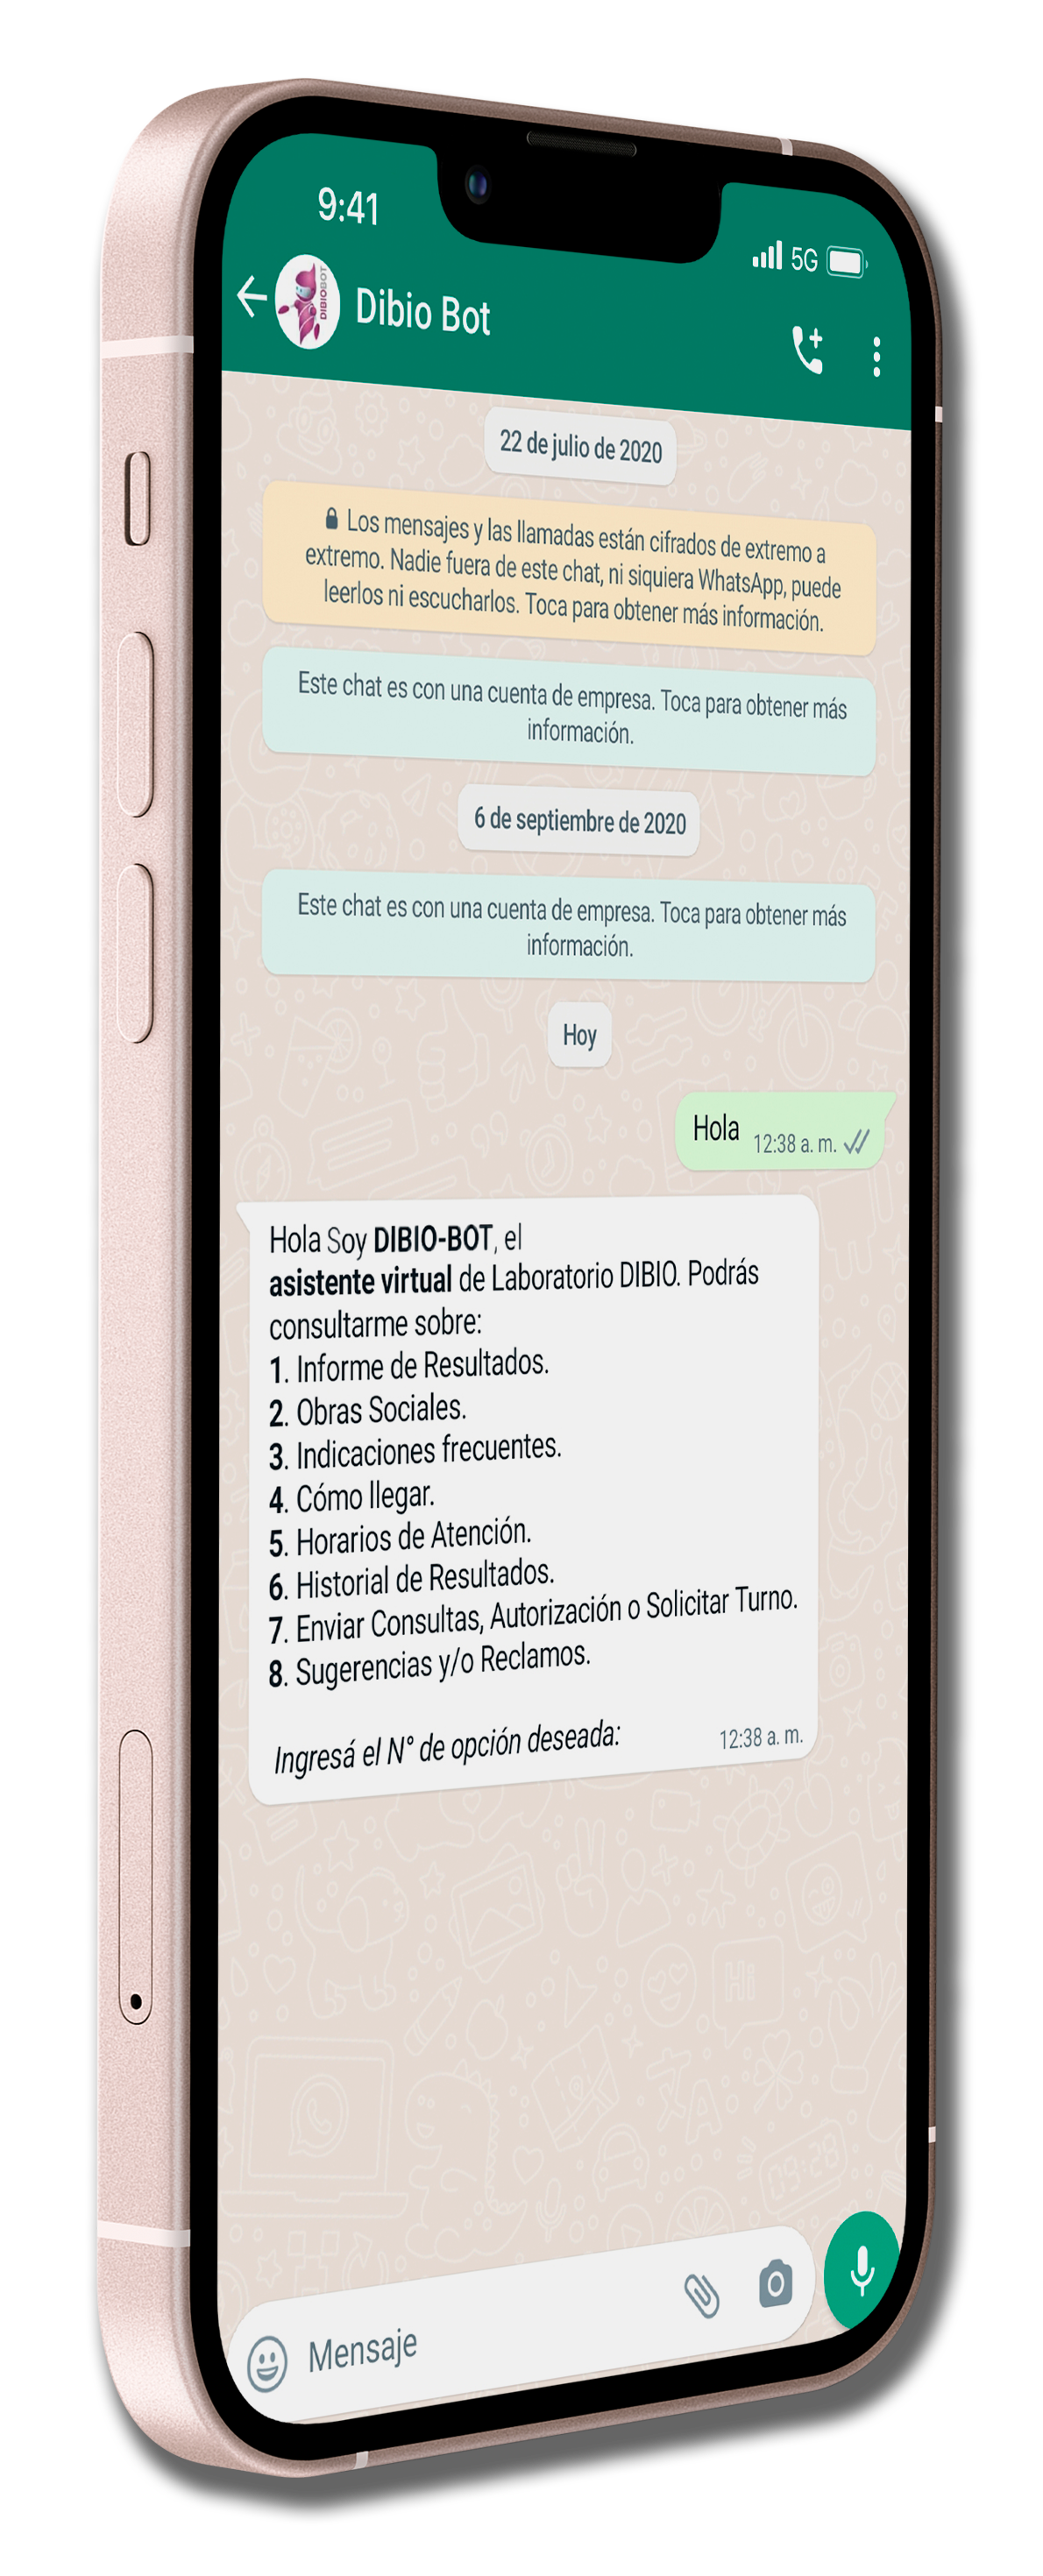 9:41
5G
DIBIOBOT
Dibio Bot
22 de julio de 2020
Los mensajes y las llamadas están cifrados de extremo a
extremo. Nadie fuera de este chat, ni siquiera WhatsApp, puede
leerlos ni escucharlos. Toca para obtener más información.
Este chat es con una cuenta de empresa. Toca para obtener más
información.
6 de septiembre de 2020
Este chat es con una cuenta de empresa. Toca para obtener más
información.
Hoy
Hola 12:38 a. m.
Hola Soy DIBIO-BOT, el
asistente virtual de Laboratorio DIBIO. Podrás
consultarme sobre:
1. Informe de Resultados.
2. Obras Sociales.
3. Indicaciones frecuentes.
4. Cómo llegar.
5. Horarios de Atención.
6. Historial de Resultados.
7. Enviar Consultas, Autorización o Solicitar Turno.
8. Sugerencias y/o Reclamos.
Ingresá el N° de opción deseada: 12:38 a. m.
Hi
09:23
Mensaje